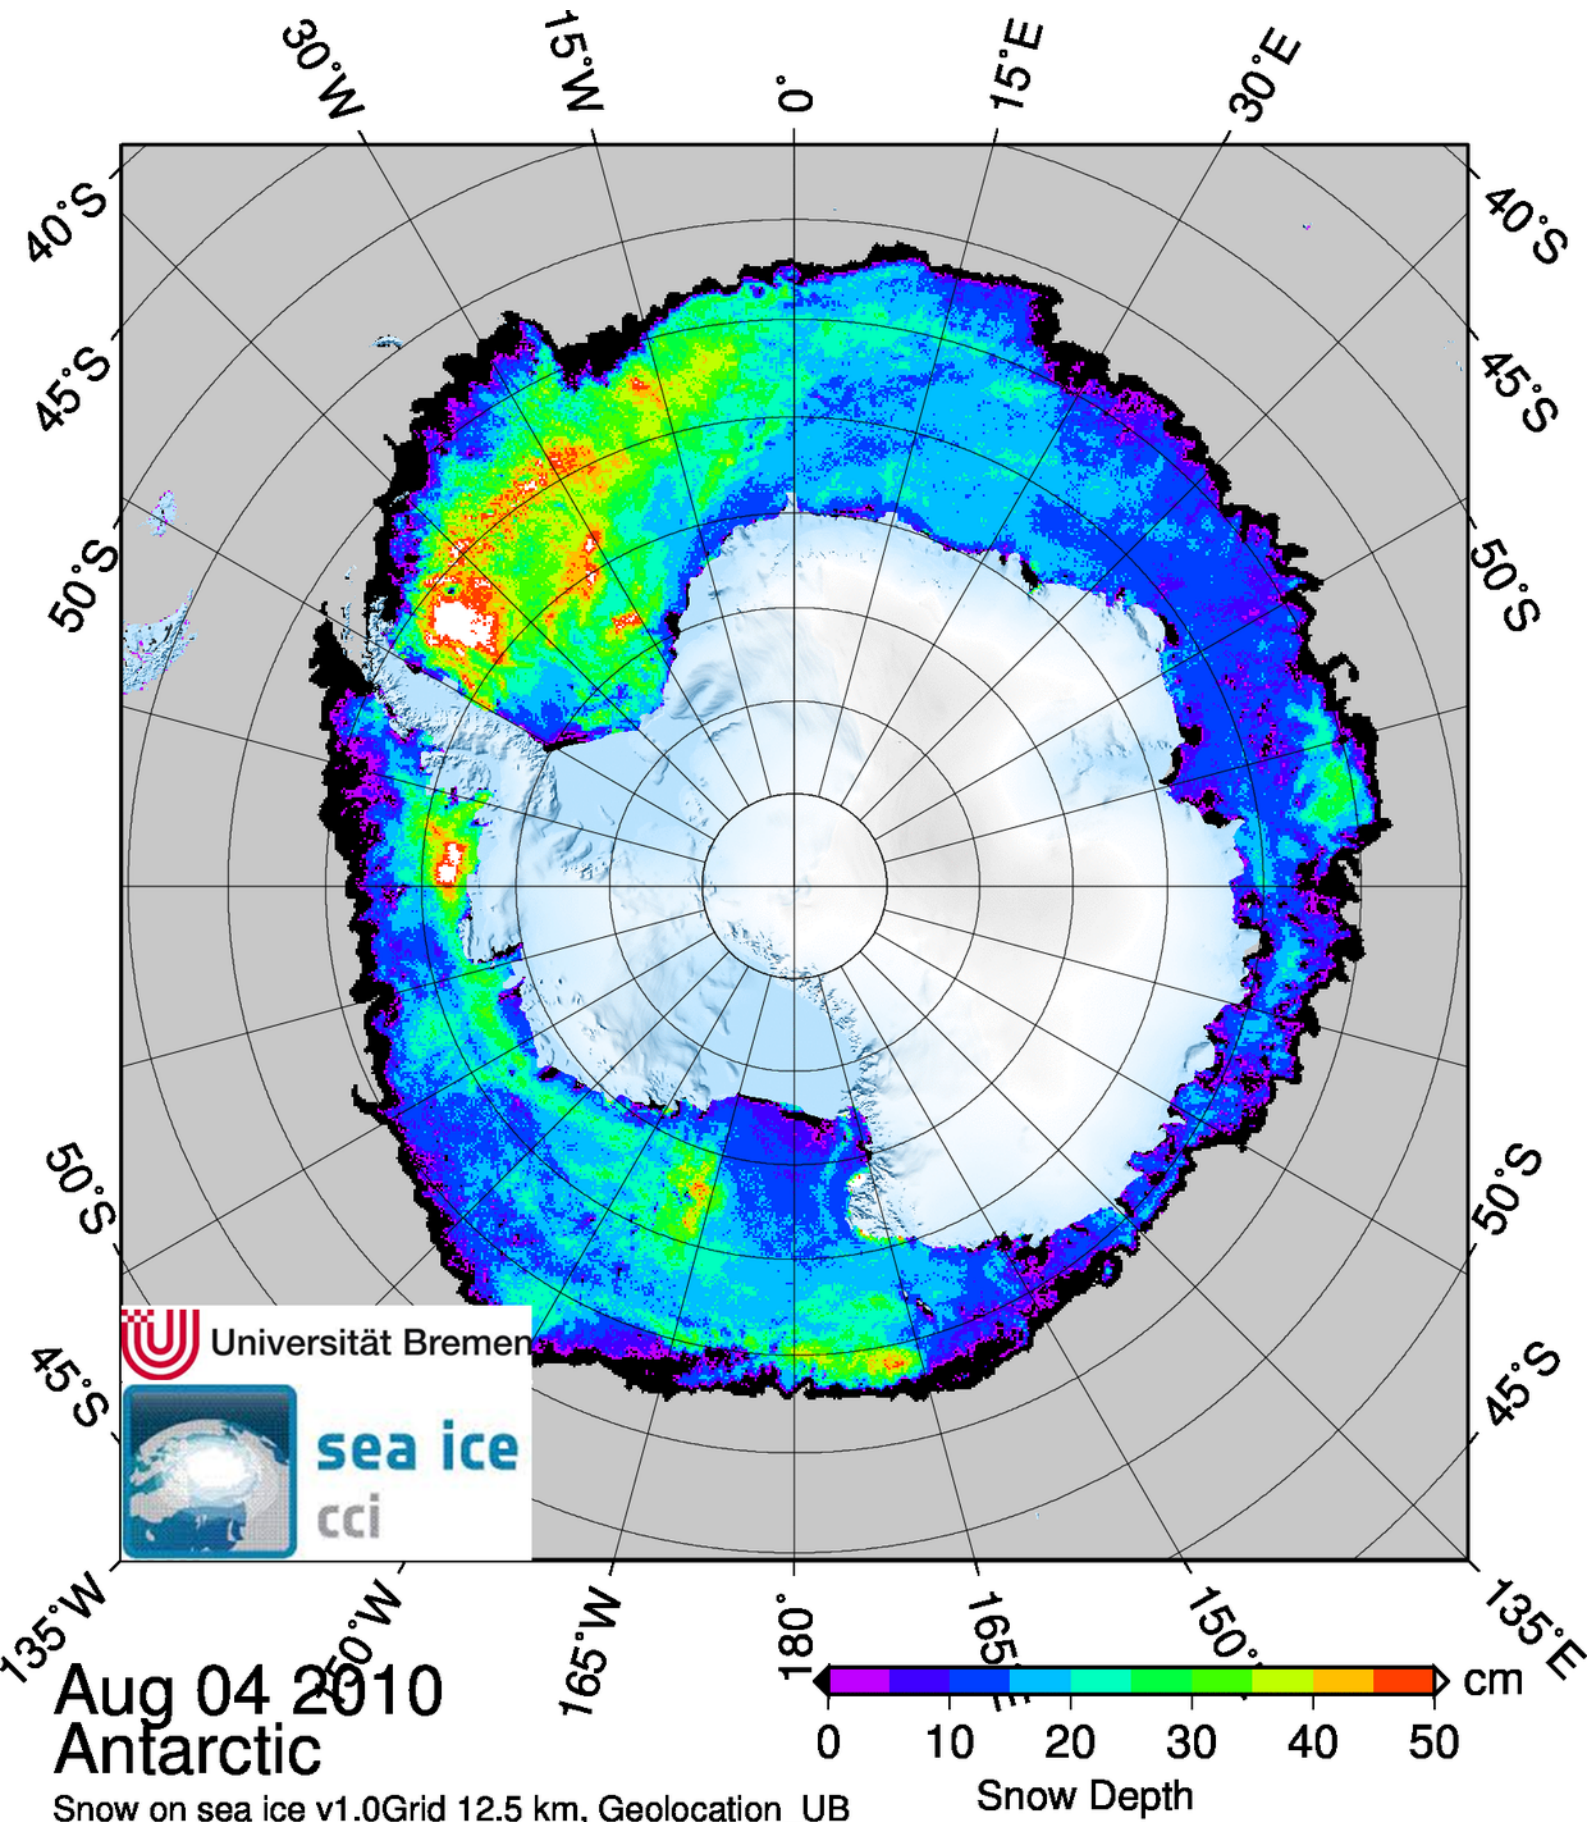 30°W 15°W 0° 15°E 30°E
40°S 40°S
45°S 45°S
50°S 50°S
50°S 50°S
45°S 45°S
Universität Bremen
sea ice
cci
135°W 165°W 180° 135°E
Aug 04 2010
Antarctic
Snow on sea ice v1.0Grid 12.5 km, Geolocation UB
cm
0 10 20 30 40 50
Snow Depth